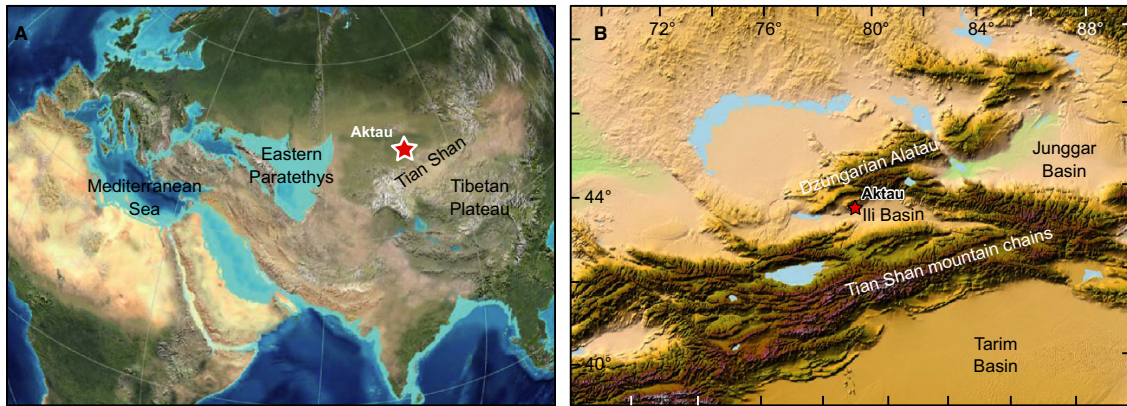 A
Aktau
Eastern
Paratethys
Tian Shan
Mediterranean
Sea
Tibetan
Plateau
B
72°
76°
80°
84°
88°
Dzungarian Alatau
Junggar
Basin
44°
Aktau
Ili Basin
Tian Shan mountain chains
Tarim
Basin
40°